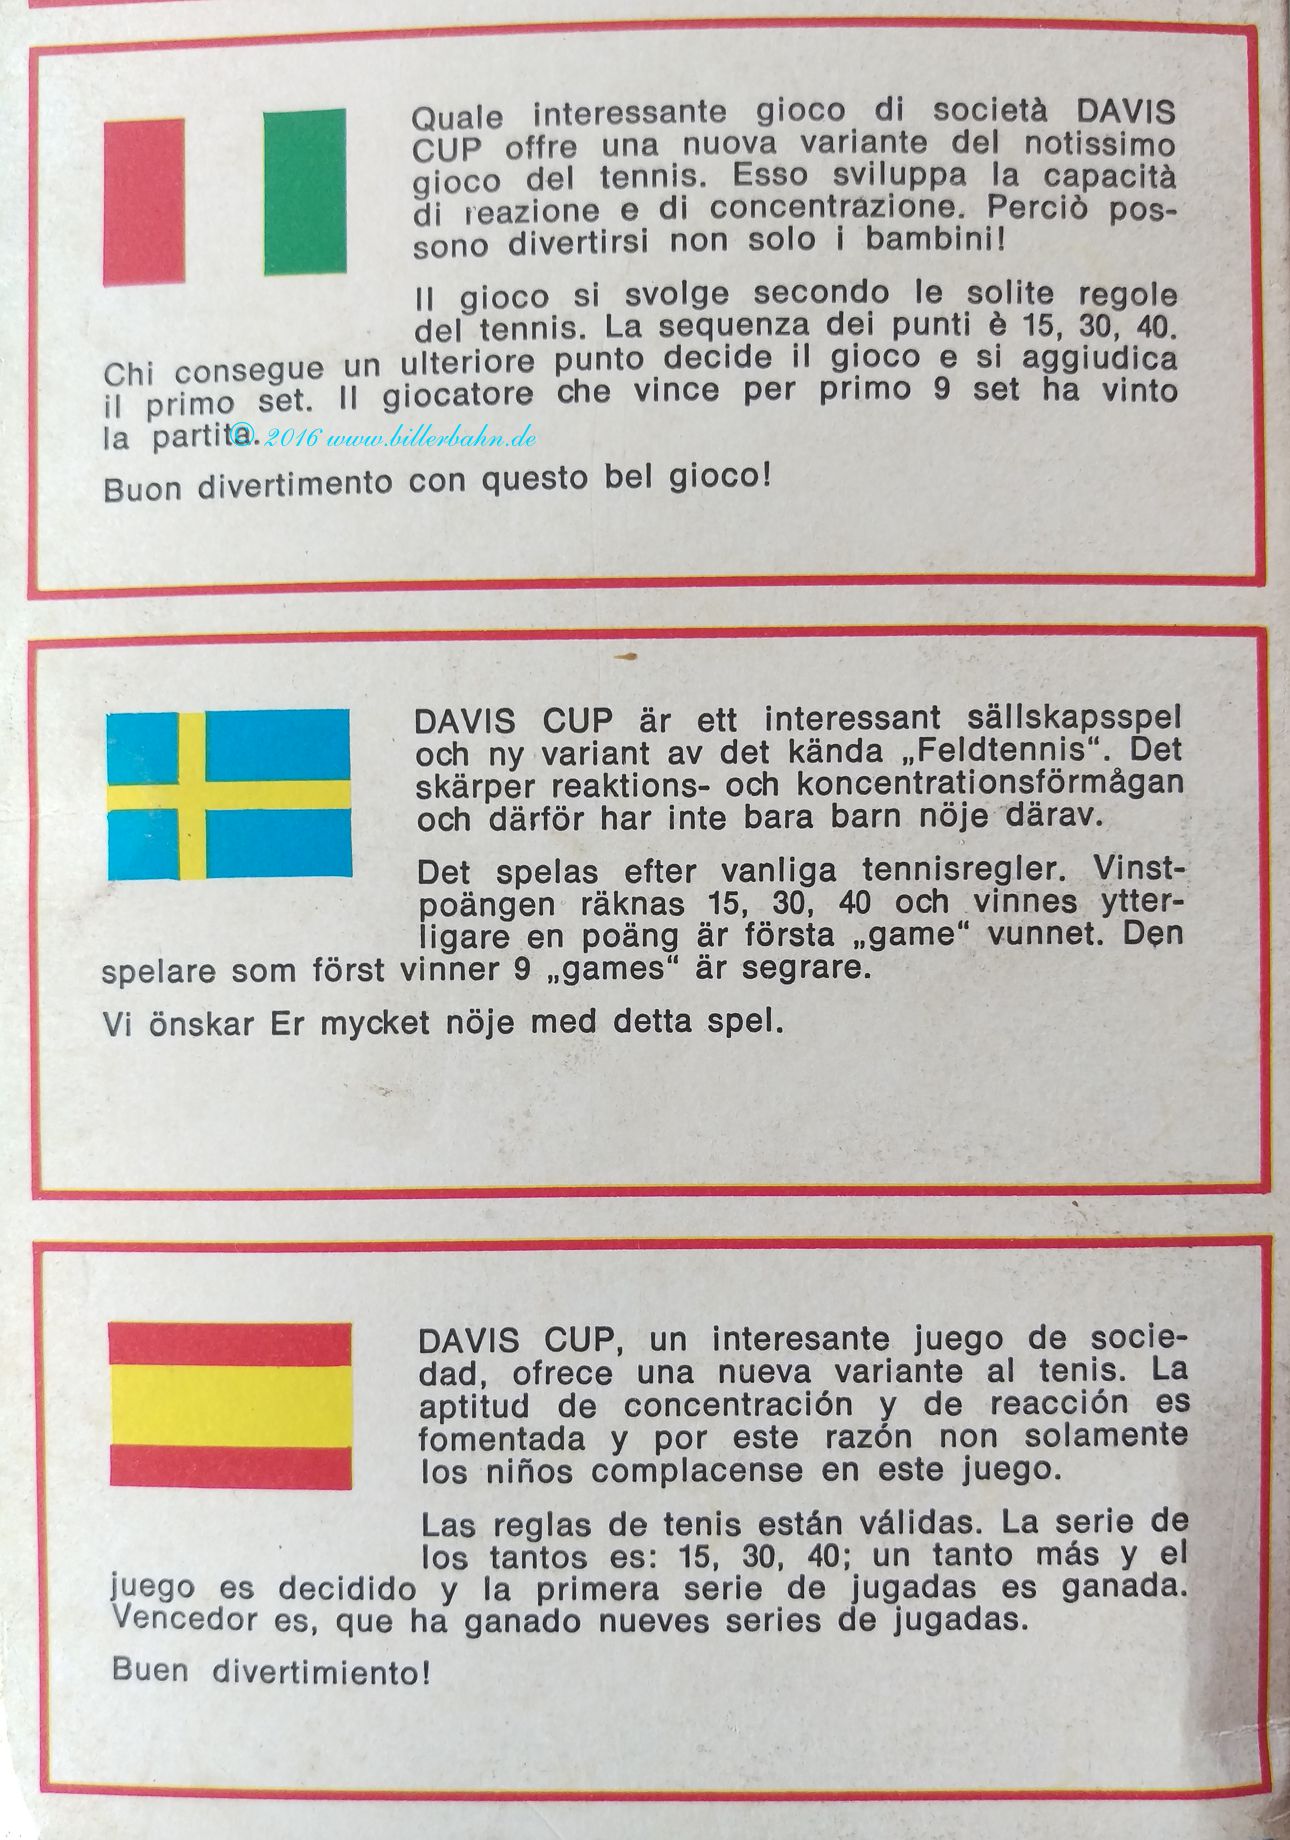 Quale interessante gioco di società DAVIS
CUP offre una nuova variante del notissimo
gioco del tennis. Esso sviluppa la capacità
di reazione e di concentrazione. Perciò pos-
sono divertirsi non solo i bambini!
Il gioco si svolge secondo le solite regole
del tennis. La sequenza dei punti è 15, 30, 40.
Chi consegue un ulteriore punto decide il gioco e si aggiudica
il primo set. Il giocatore che vince per primo 9 set ha vinto
la partita.
© 2016 www.billerbahn.de
Buon divertimento con questo bel gioco!
DAVIS CUP är ett interessant sällskapsspel
och ny variant av det kända „Feldtennis“. Det
skärper reaktions- och koncentrationsförmågan
och därför har inte bara barn nöje därav.
Det spelas efter vanliga tennisregler. Vinst-
poängen räknas 15, 30, 40 och vinnes ytter-
ligare en poäng är första „game“ vunnet. Den
spelare som först vinner 9 „games“ är segrare.
Vi önskar Er mycket nöje med detta spel.
DAVIS CUP, un interesante juego de socie-
dad, ofrece una nueva variante al tenis. La
aptitud de concentración y de reacción es
fomentada y por este razón non solamente
los niños complacense en este juego.
Las reglas de tenis están válidas. La serie de
los tantos es: 15, 30, 40; un tanto más y el
juego es decidido y la primera serie de jugadas es ganada.
Vencedor es, que ha ganado nueves series de jugadas.
Buen divertimiento!